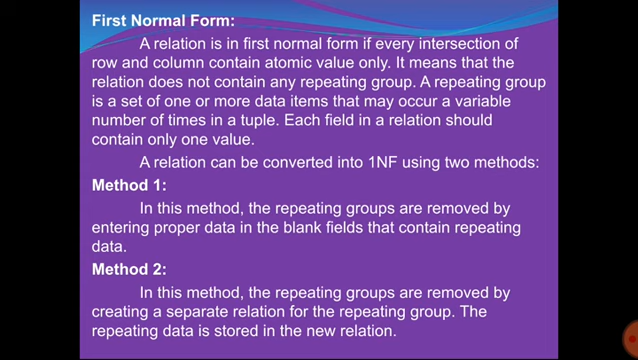 First Normal Form:
A relation is in first normal form if every intersection of
row and column contain atomic value only. It means that the
relation does not contain any repeating group. A repeating group
is a set of one or more data items that may occur a variable
number of times in a tuple. Each field in a relation should
contain only one value.
A relation can be converted into 1NF using two methods:
Method 1:
In this method, the repeating groups are removed by
entering proper data in the blank fields that contain repeating
data.
Method 2:
In this method, the repeating groups are removed by
creating a separate relation for the repeating group. The
repeating data is stored in the new relation.